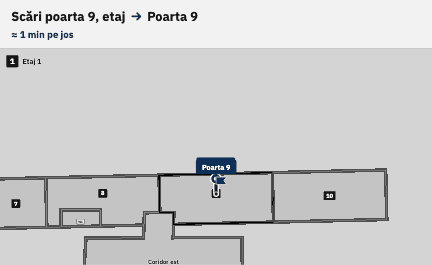 Scări poarta 9, etaj → Poarta 9
≈ 1 min pe jos
1 Etaj 1
Poarta 9
7
8
10
Coridor est